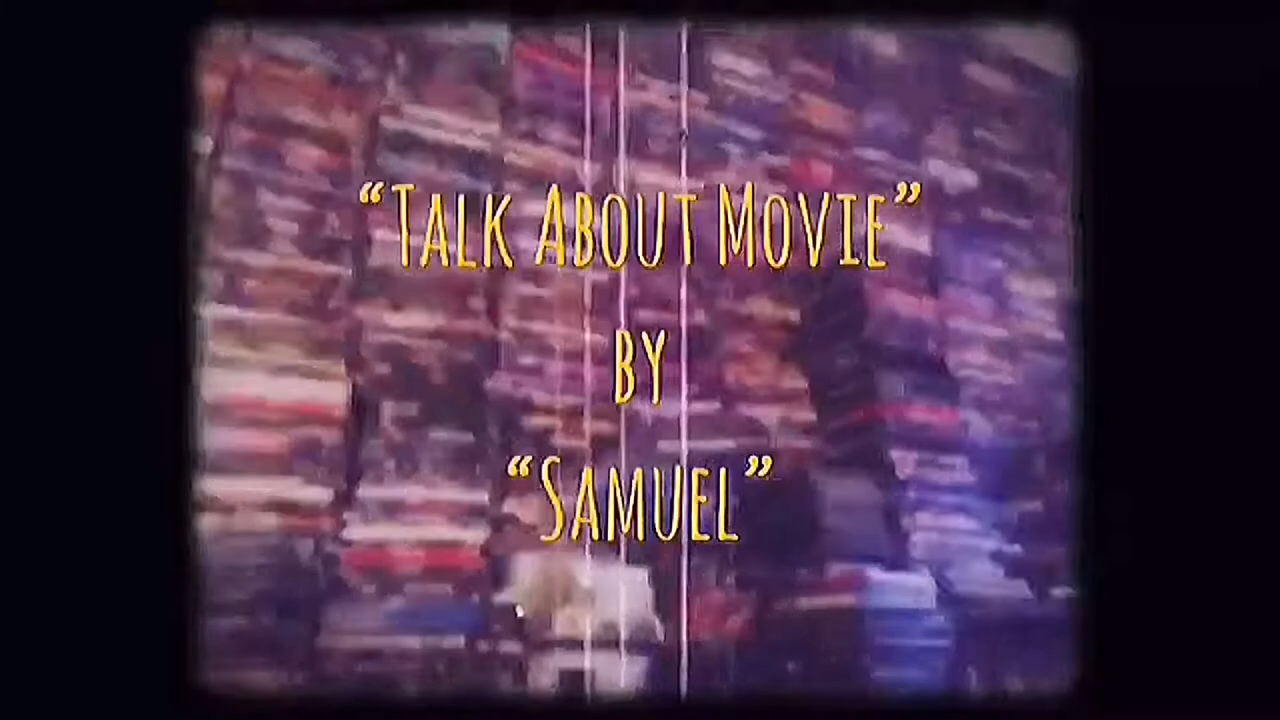 “Talk About Movie”
by
“Samuel”